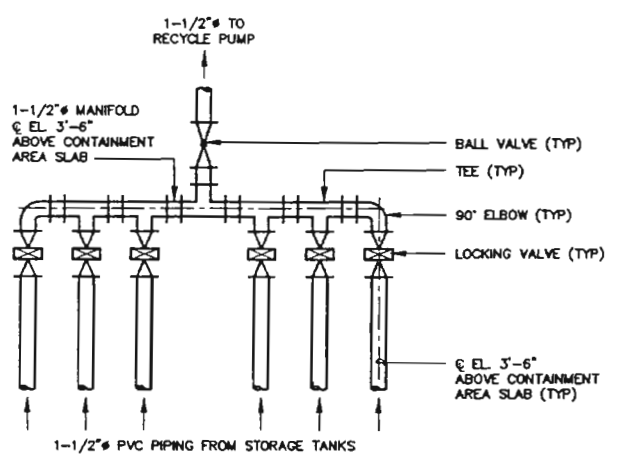 1-1/2"ø TO
RECYCLE PUMP
1-1/2"ø MANIFOLD
℄ EL. 3'-6"
ABOVE CONTAINMENT
AREA SLAB
BALL VALVE (TYP)
TEE (TYP)
90° ELBOW (TYP)
LOCKING VALVE (TYP)
℄ EL. 3'-6"
ABOVE CONTAINMENT
AREA SLAB (TYP)
1-1/2"ø PVC PIPING FROM STORAGE TANKS